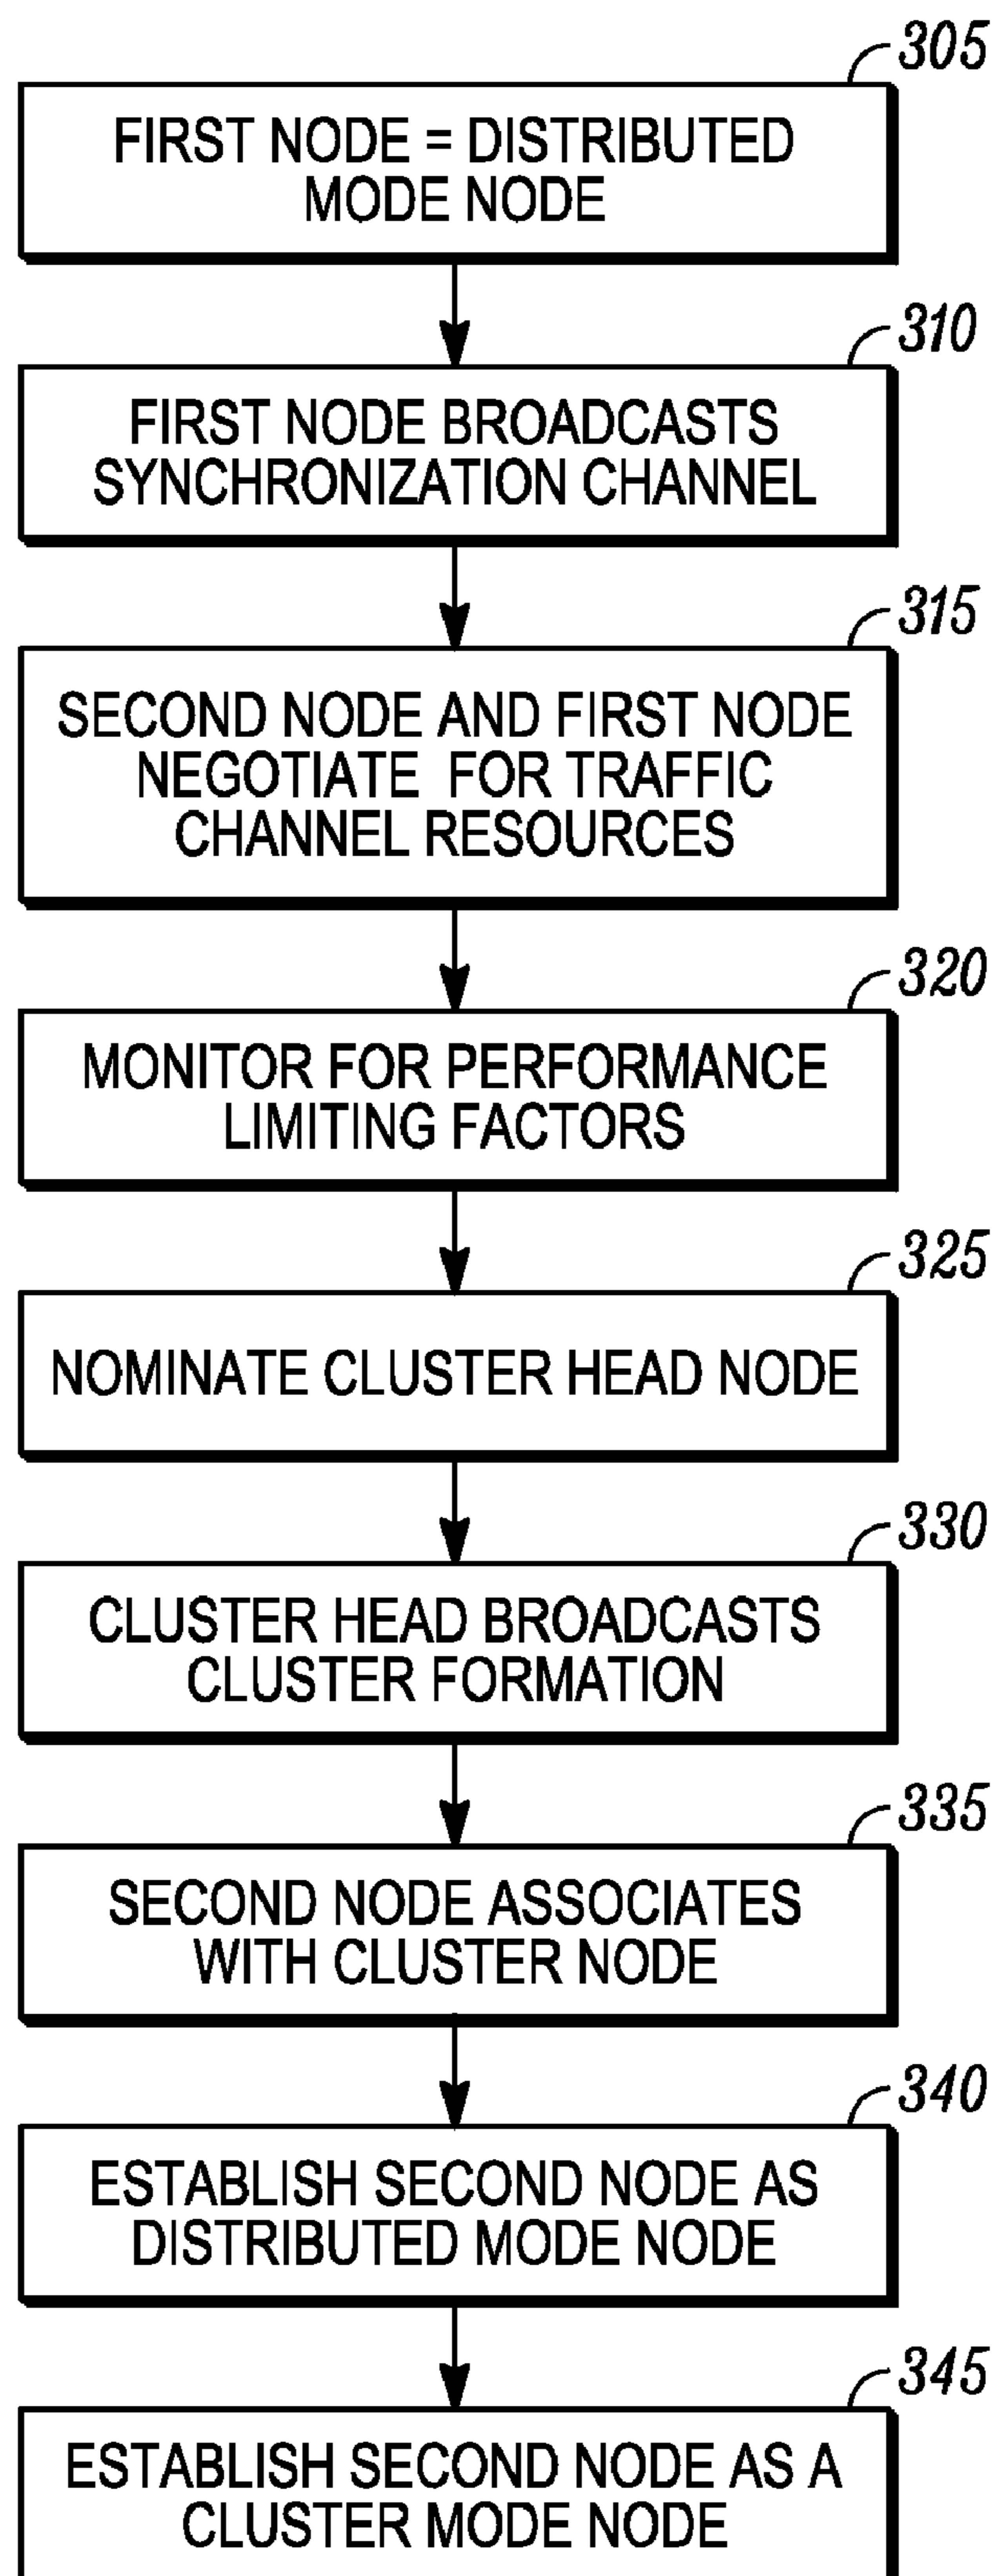 305
FIRST NODE = DISTRIBUTED
MODE NODE
310
FIRST NODE BROADCASTS
SYNCHRONIZATION CHANNEL
315
SECOND NODE AND FIRST NODE
NEGOTIATE FOR TRAFFIC
CHANNEL RESOURCES
320
MONITOR FOR PERFORMANCE
LIMITING FACTORS
325
NOMINATE CLUSTER HEAD NODE
330
CLUSTER HEAD BROADCASTS
CLUSTER FORMATION
335
SECOND NODE ASSOCIATES
WITH CLUSTER NODE
340
ESTABLISH SECOND NODE AS
DISTRIBUTED MODE NODE
345
ESTABLISH SECOND NODE AS A
CLUSTER MODE NODE